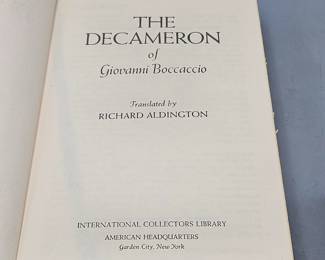 THE
DECAMERON
of
Giovanni Boccaccio
Translated by
RICHARD ALDINGTON
INTERNATIONAL COLLECTORS LIBRARY
AMERICAN HEADQUARTERS
Garden City, New York